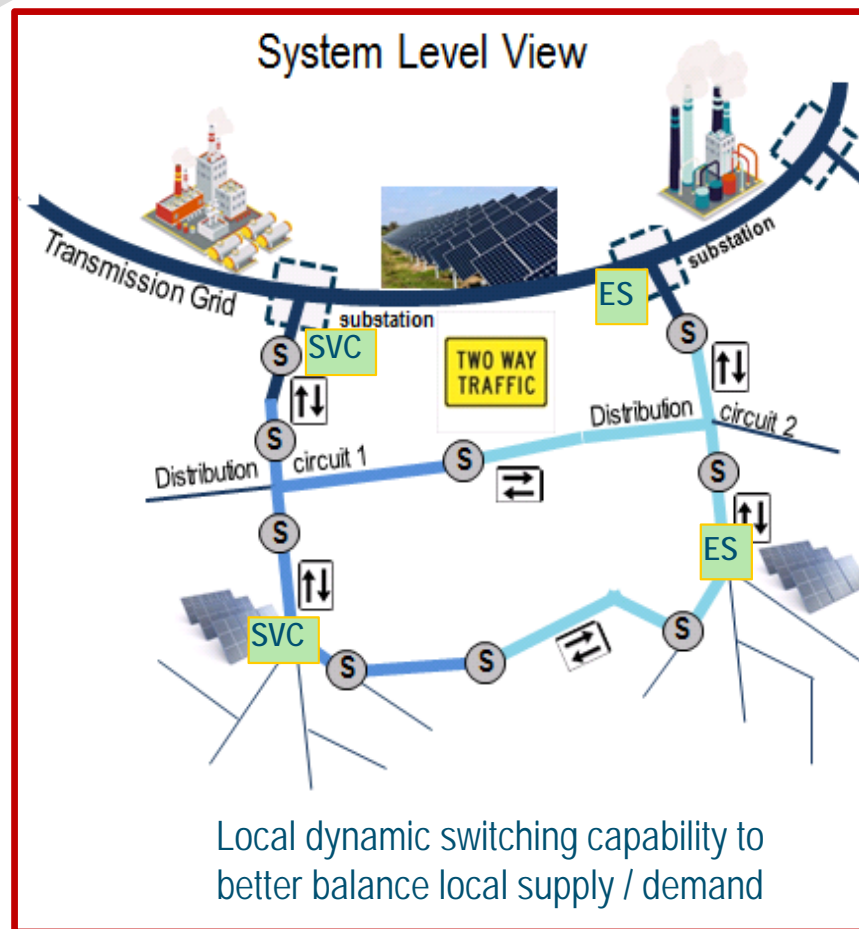 System Level View
Transmission Grid
substation
substation
ES
S
SVC
S
TWO WAY
TRAFFIC
Distribution
circuit 2
S
Distribution
circuit 1
S
S
S
ES
SVC
S
S
S
Local dynamic switching capability to
better balance local supply / demand